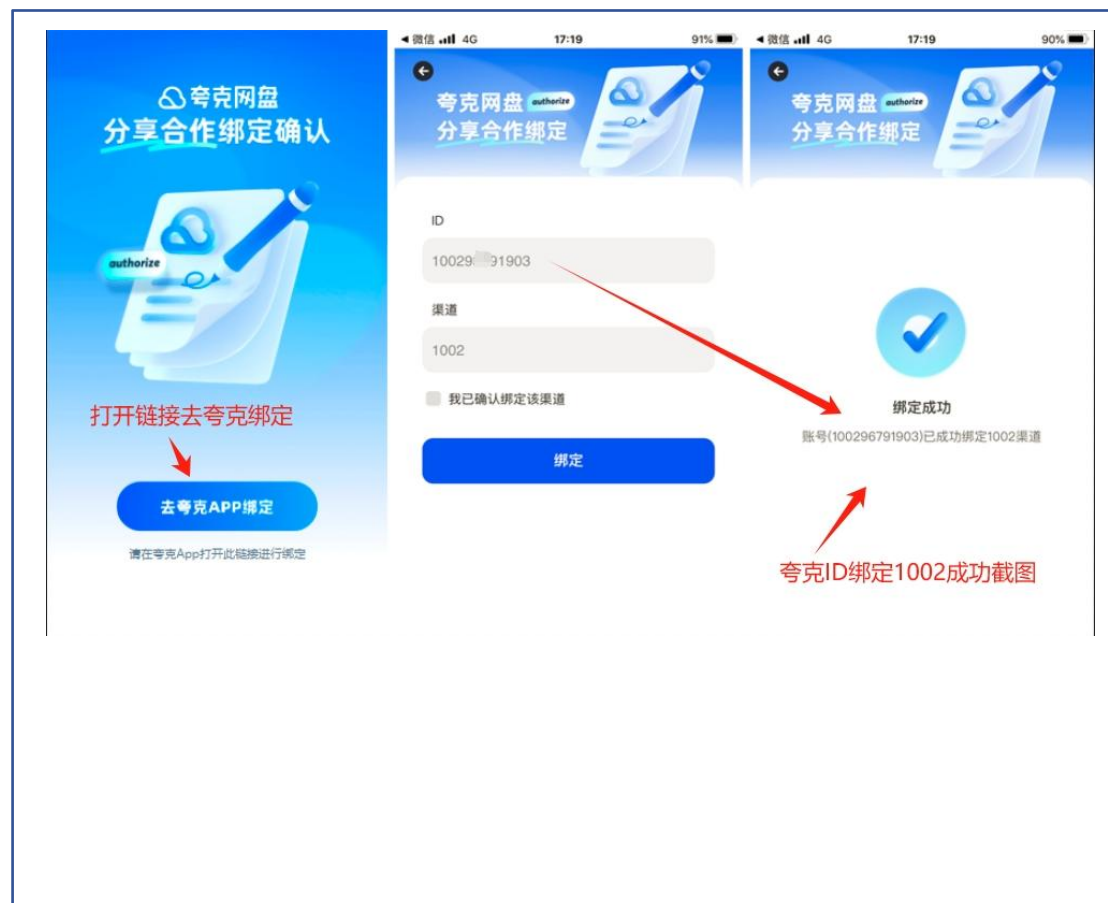 夸克网盘
分享合作绑定确认
authorize
打开链接去夸克绑定
去夸克APP绑定
请在夸克App打开此链接进行绑定
微信 4G 17:19 91%
夸克网盘 authorize
分享合作绑定
ID
10029 91903
渠道
1002
我已确认绑定该渠道
绑定
微信 4G 17:19 90%
夸克网盘 authorize
分享合作绑定
绑定成功
账号(100296791903)已成功绑定1002渠道
夸克ID绑定1002成功截图